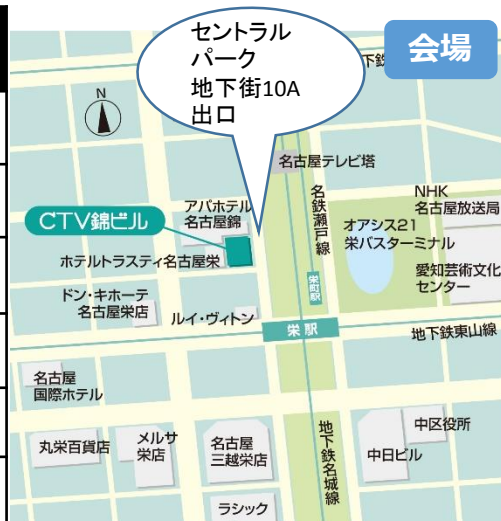 セントラル
パーク
地下街10A
出口
会場
下鉄
N
名古屋テレビ塔
名鉄瀬戸線
NHK
名古屋放送局
アパホテル
名古屋錦
CTV錦ビル
オアシス21
栄バスターミナル
ホテルトラスティ名古屋栄
愛知芸術文化
センター
栄町駅
ドン・キホーテ
名古屋栄店
ルイ・ヴィトン
栄駅
地下鉄東山線
名古屋
国際ホテル
丸栄百貨店
メルサ
栄店
名古屋
三越栄店
地下鉄名城線
中日ビル
中区役所
ラシック